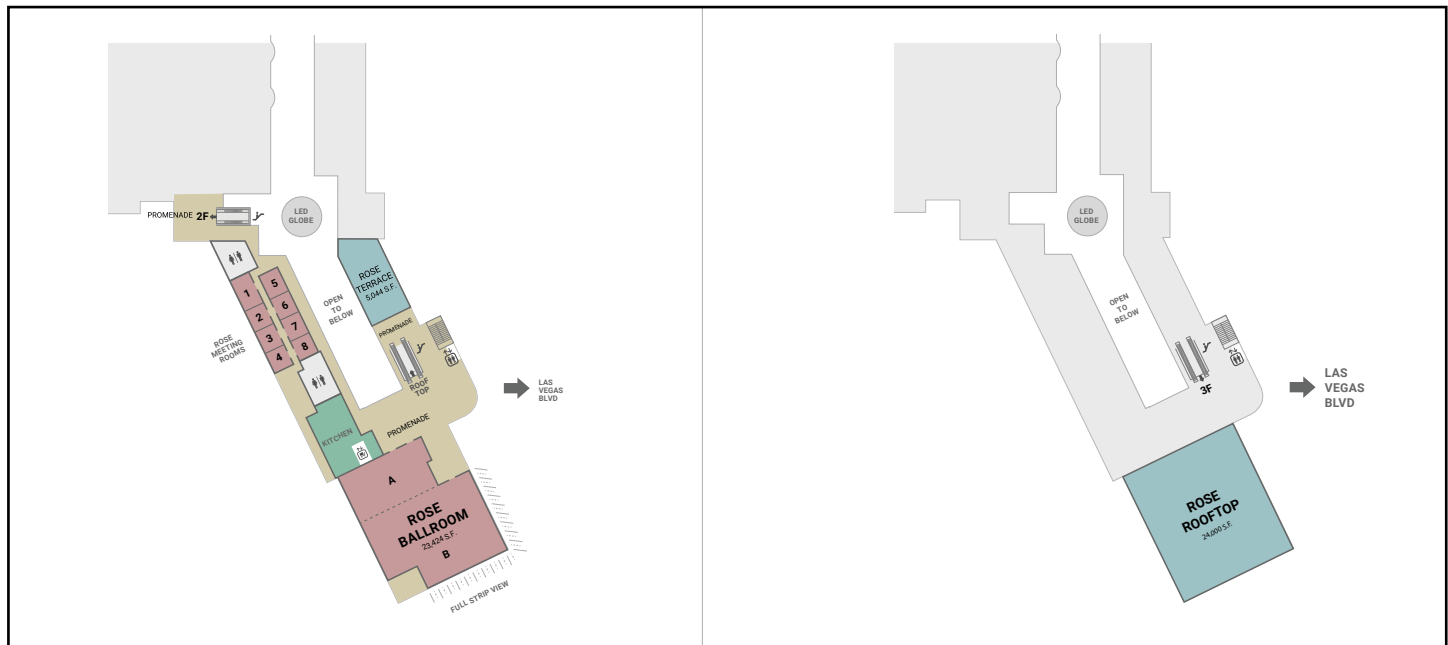 PROMENADE 2F
LED
GLOBE
ROSE
TERRACE
5,044 S.F.
OPEN
TO
BELOW
1
2
3
4
5
6
7
8
ROSE
MEETING
ROOMS
PROMENADE
ROOF
TOP
LAS
VEGAS
BLVD
PROMENADE
KITCHEN
A
ROSE
BALLROOM
23,424 S.F.
B
FULL STRIP VIEW
LED
GLOBE
OPEN
TO
BELOW
3F
LAS
VEGAS
BLVD
ROSE
ROOFTOP
24,000 S.F.